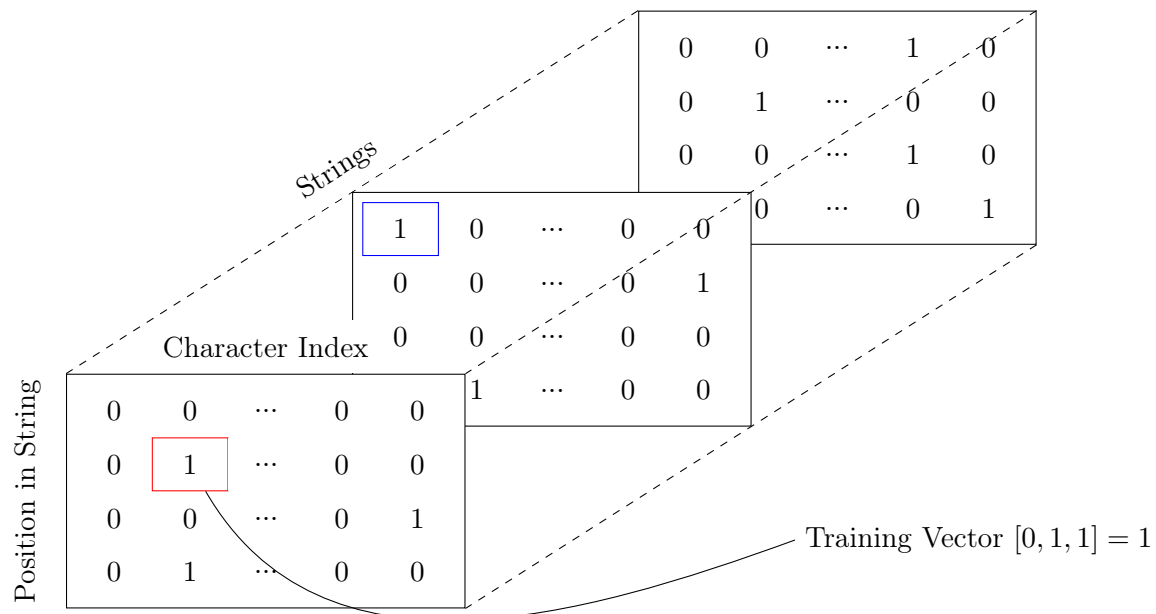 0 0 ... 1 0
0 1 ... 0 0
0 0 ... 1 0
0 ... 0 1
Strings
1 0 ... 0 0
0 0 ... 0 1
0 0 ... 0 0
1 ... 0 0
Character Index
Position in String
0 0 ... 0 0
0 1 ... 0 0
0 0 ... 0 1
0 1 ... 0 0
Training Vector [0, 1, 1] = 1